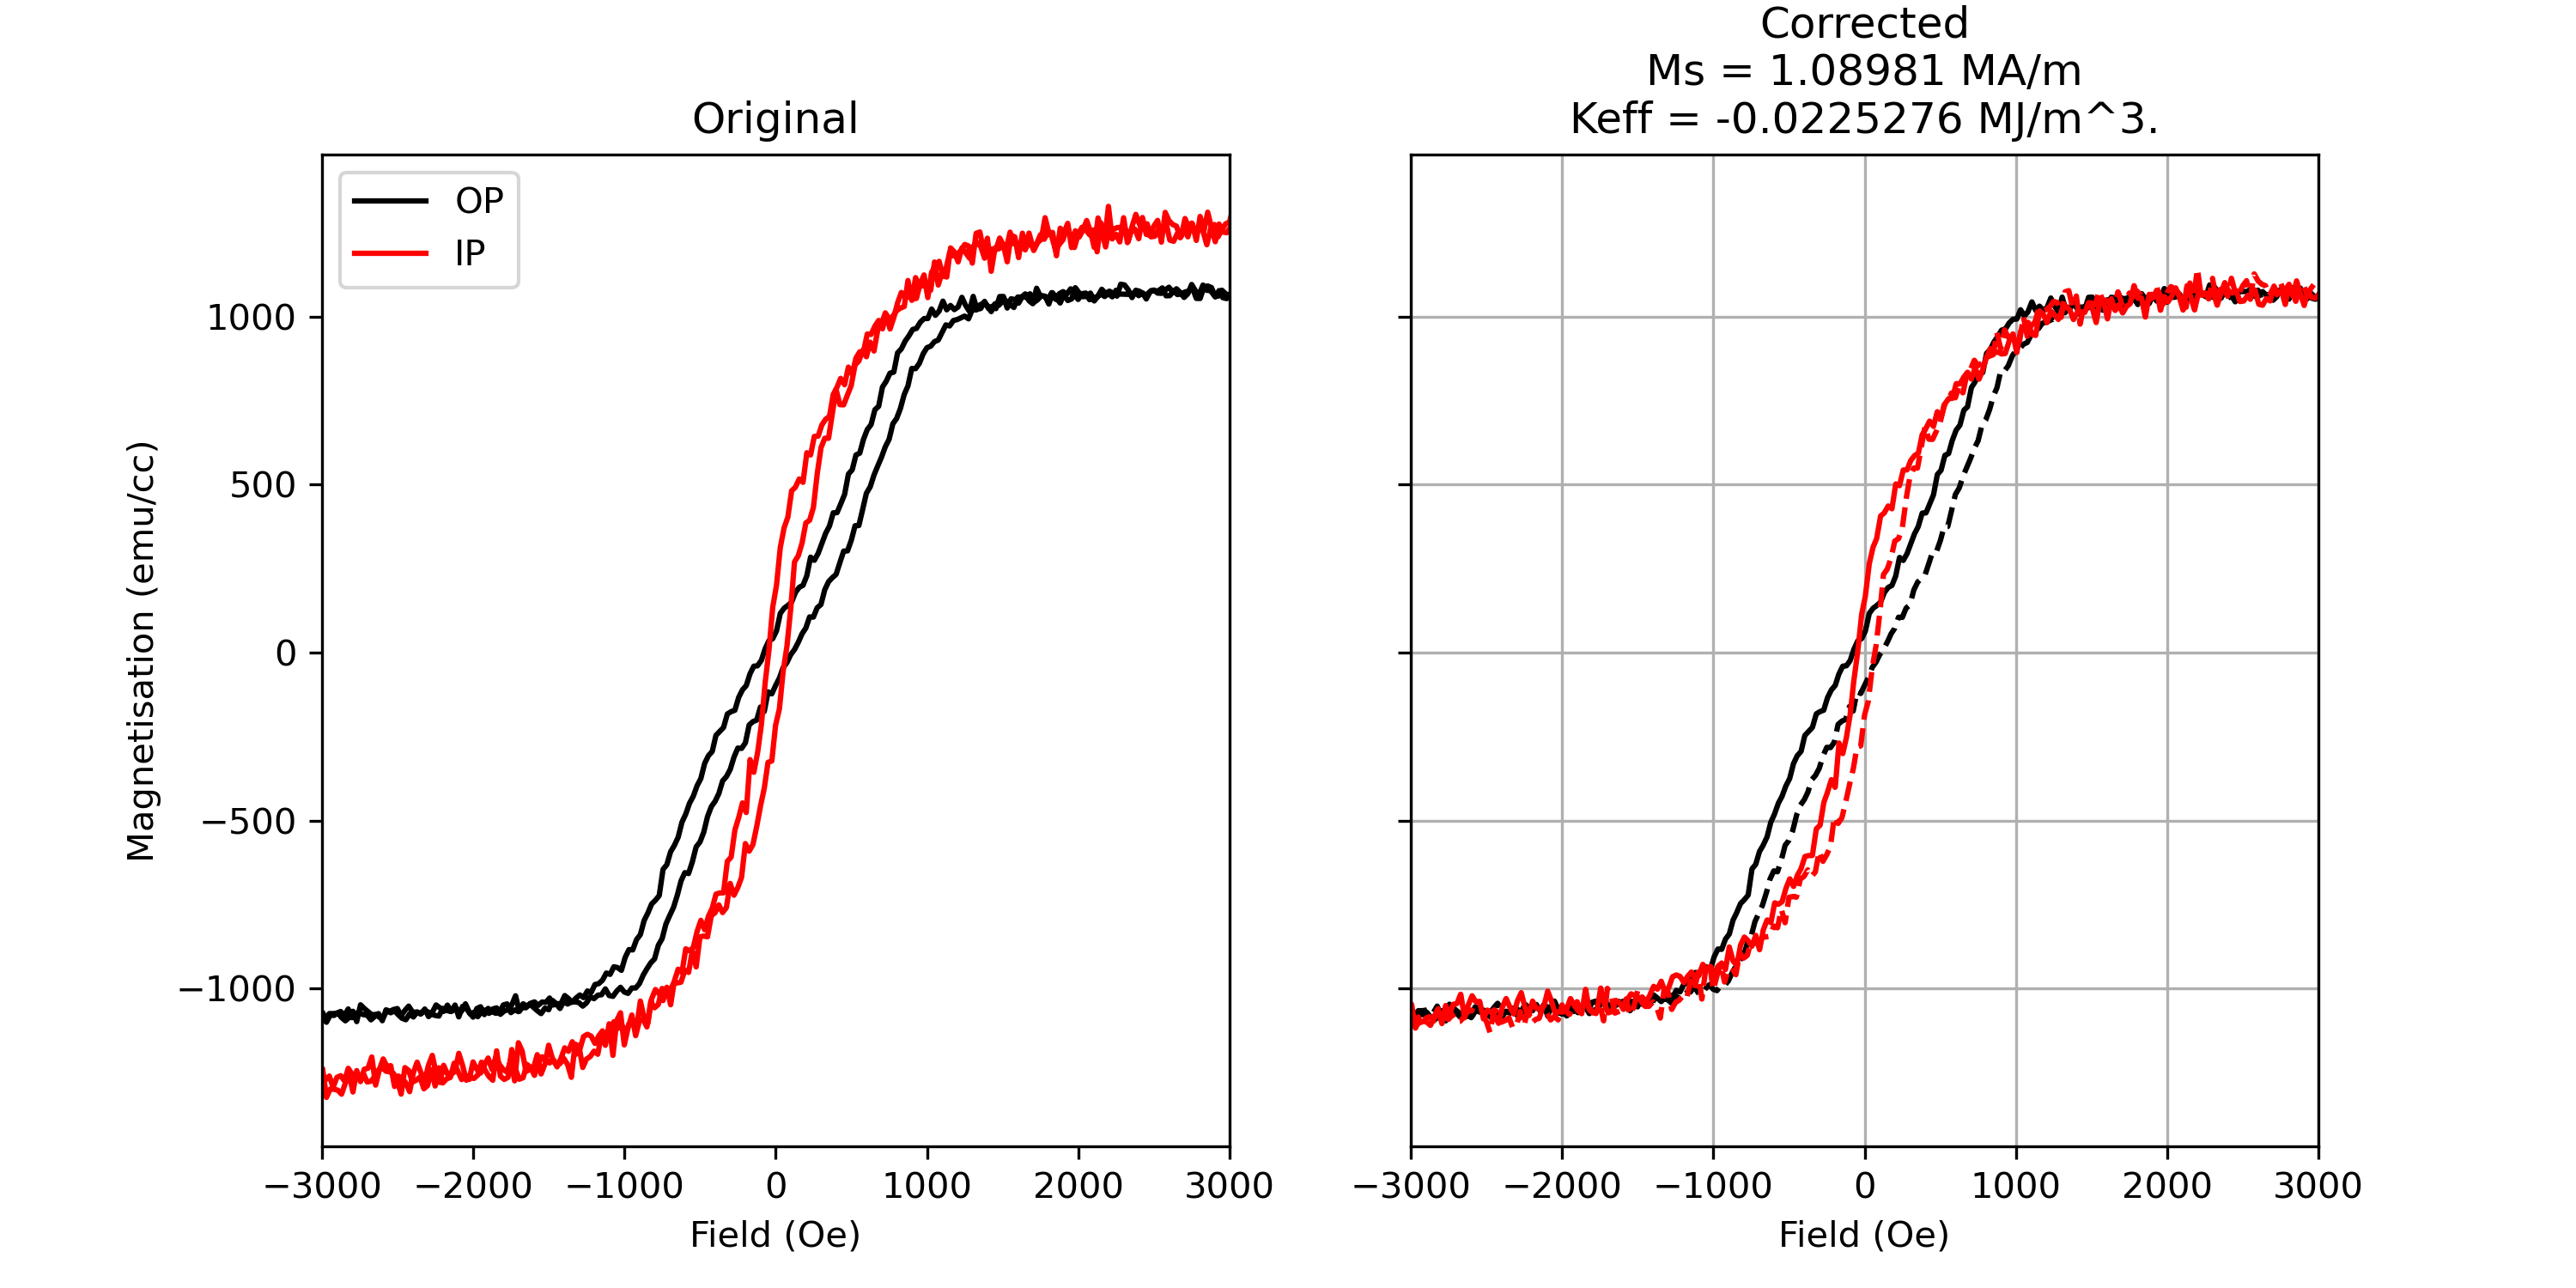 Original
OP
IP
1000
500
0
−500
−1000
Magnetisation (emu/cc)
−3000 −2000 −1000 0 1000 2000 3000
Field (Oe)
Corrected
Ms = 1.08981 MA/m
Keff = -0.0225276 MJ/m^3.
−3000 −2000 −1000 0 1000 2000 3000
Field (Oe)